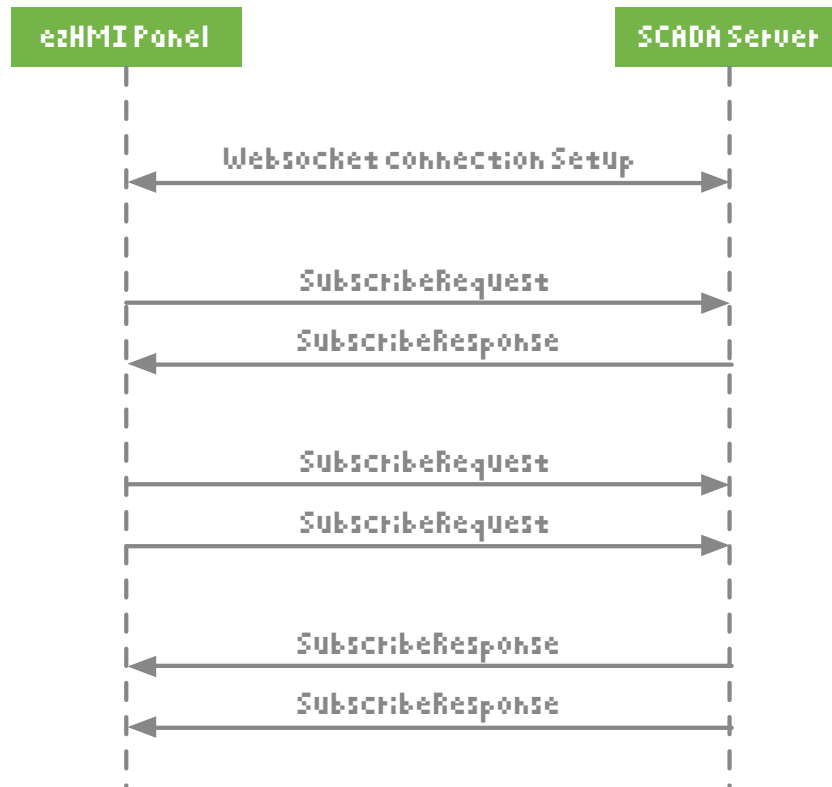 ezHMI Panel
SCADA Server
Websocket connection Setup
SubscribeRequest
SubscribeResponse
SubscribeRequest
SubscribeRequest
SubscribeResponse
SubscribeResponse